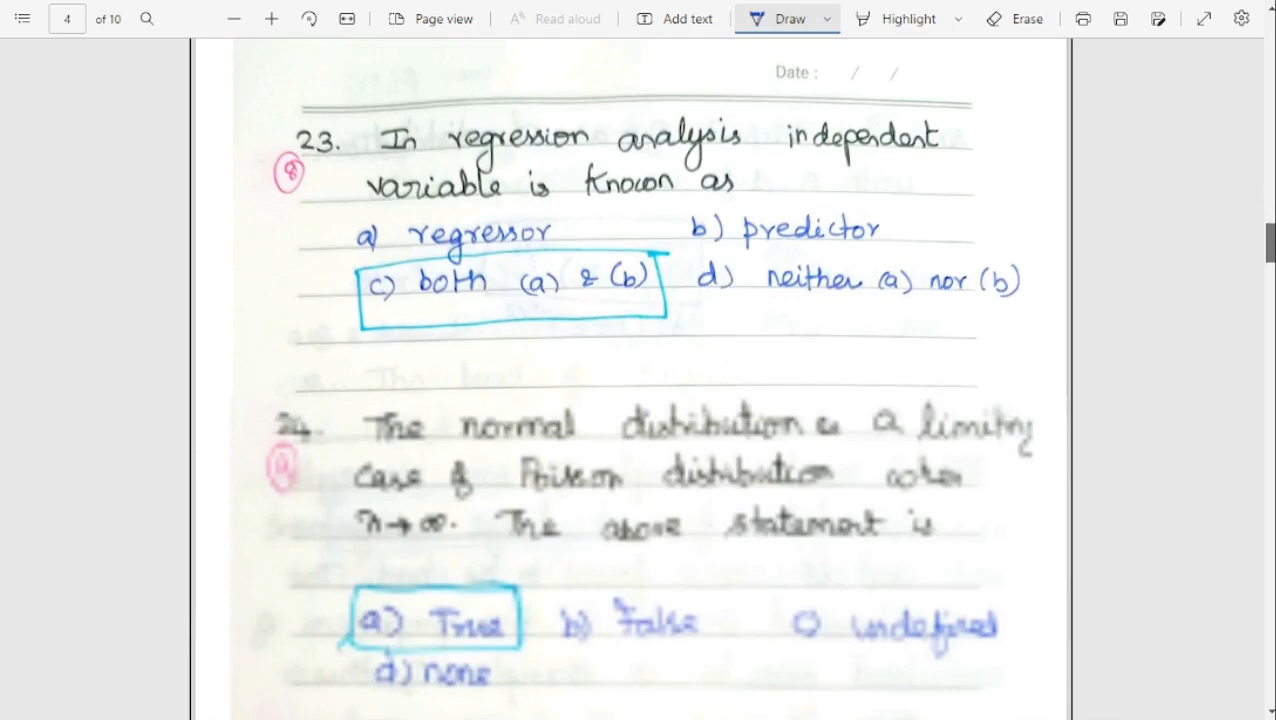 4 of 10 Page view Read aloud Add text Draw Highlight Erase
Date : / /
23. In regression analysis independent
8 variable is known as
a) regressor b) predictor
c) both (a) & (b) d) neither (a) nor (b)
24. The normal distribution is a limiting
case of Poisson distribution when
→ ∞. The above statement is
a) True b) False c) undefined
d) none